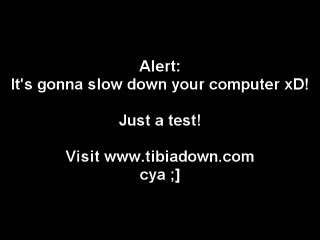 Alert:
It's gonna slow down your computer xD!
Just a test!
Visit www.tibiadown.com
cya ;]